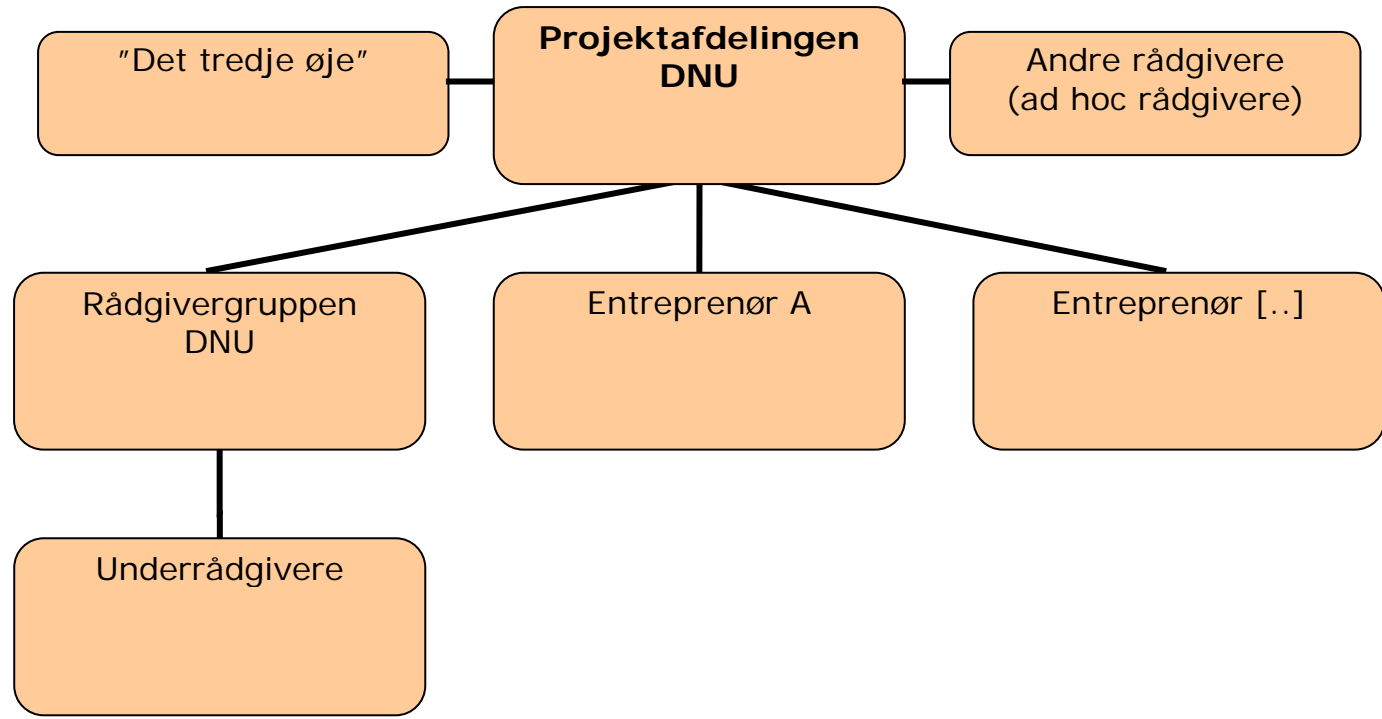 "Det tredje øje"
Projektafdelingen
DNU
Andre rådgivere
(ad hoc rådgivere)
Rådgivergruppen
DNU
Entreprenør A
Entreprenør [..]
Underrådgivere